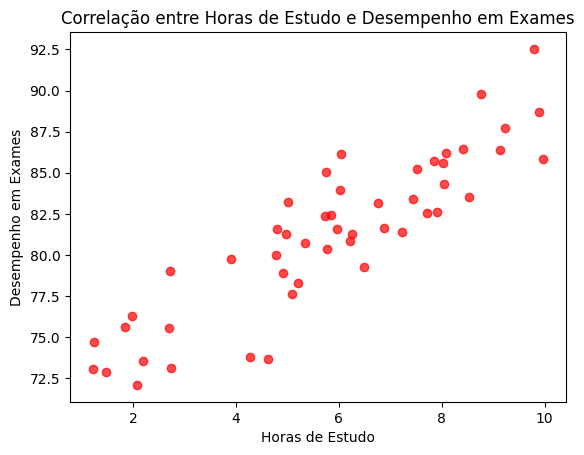 Correlação entre Horas de Estudo e Desempenho em Exames
Desempenho em Exames
92.5
90.0
87.5
85.0
82.5
80.0
77.5
75.0
72.5
2 4 6 8 10
Horas de Estudo